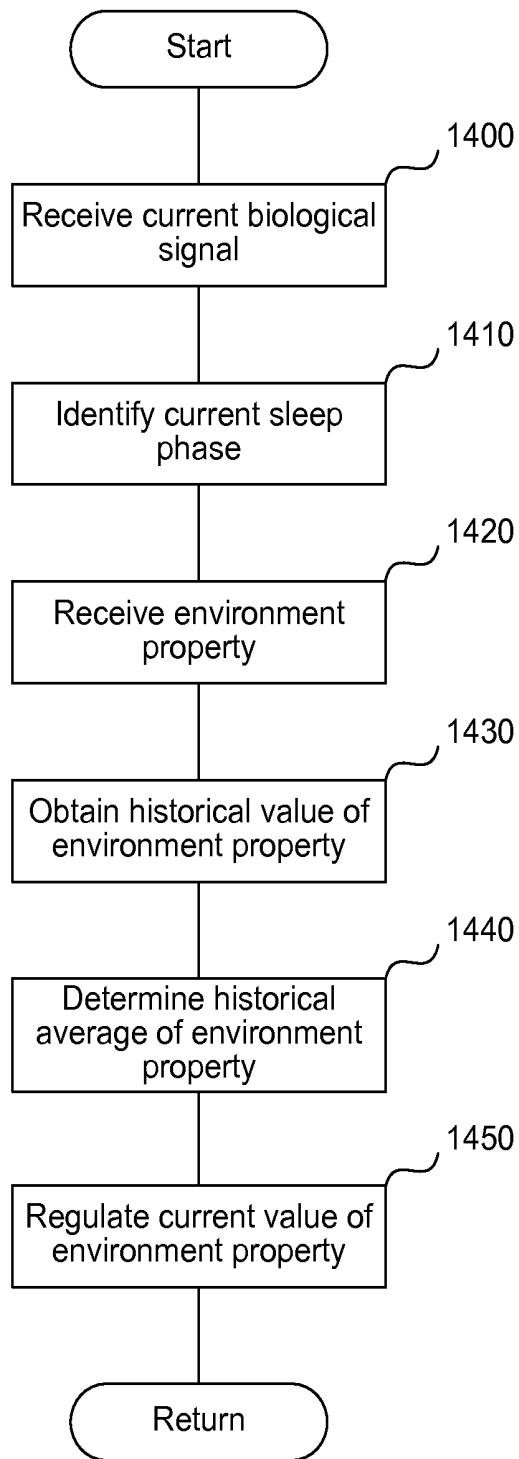 Start
1400
Receive current biological
signal
1410
Identify current sleep
phase
1420
Receive environment
property
1430
Obtain historical value of
environment property
1440
Determine historical
average of environment
property
1450
Regulate current value of
environment property
Return